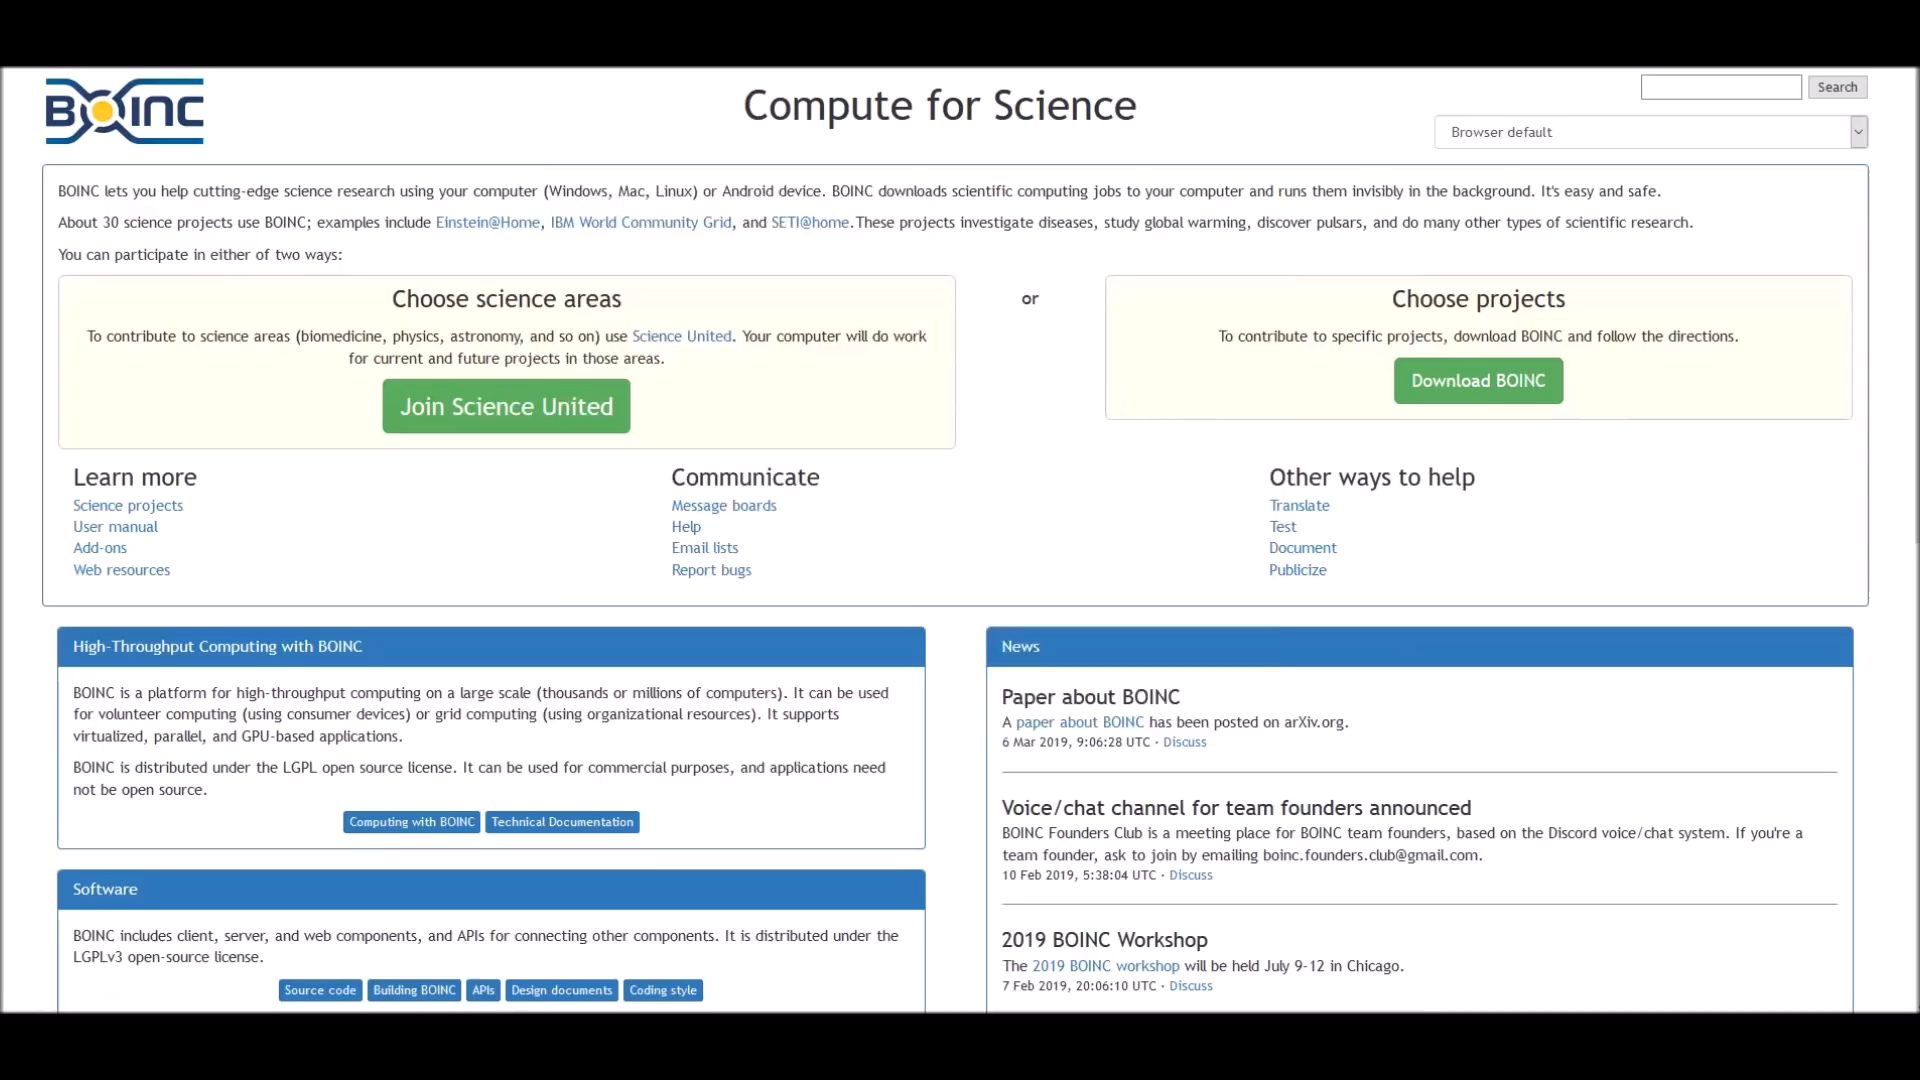 BOINC
Compute for Science
Search
Browser default
BOINC lets you help cutting-edge science research using your computer (Windows, Mac, Linux) or Android device. BOINC downloads scientific computing jobs to your computer and runs them invisibly in the background. It's easy and safe.
About 30 science projects use BOINC; examples include Einstein@Home, IBM World Community Grid, and SETI@home.These projects investigate diseases, study global warming, discover pulsars, and do many other types of scientific research.
You can participate in either of two ways:
Choose science areas
To contribute to science areas (biomedicine, physics, astronomy, and so on) use Science United. Your computer will do work
for current and future projects in those areas.
Join Science United
or
Choose projects
To contribute to specific projects, download BOINC and follow the directions.
Download BOINC
Learn more
Science projects
User manual
Add-ons
Web resources
Communicate
Message boards
Help
Email lists
Report bugs
Other ways to help
Translate
Test
Document
Publicize
High-Throughput Computing with BOINC
BOINC is a platform for high-throughput computing on a large scale (thousands or millions of computers). It can be used
for volunteer computing (using consumer devices) or grid computing (using organizational resources). It supports
virtualized, parallel, and GPU-based applications.
BOINC is distributed under the LGPL open source license. It can be used for commercial purposes, and applications need
not be open source.
Computing with BOINC Technical Documentation
Software
BOINC includes client, server, and web components, and APIs for connecting other components. It is distributed under the
LGPLv3 open-source license.
Source code Building BOINC APIs Design documents Coding style
News
Paper about BOINC
A paper about BOINC has been posted on arXiv.org.
6 Mar 2019, 9:06:28 UTC · Discuss
Voice/chat channel for team founders announced
BOINC Founders Club is a meeting place for BOINC team founders, based on the Discord voice/chat system. If you're a
team founder, ask to join by emailing boinc.founders.club@gmail.com.
10 Feb 2019, 5:38:04 UTC · Discuss
2019 BOINC Workshop
The 2019 BOINC workshop will be held July 9-12 in Chicago.
7 Feb 2019, 20:06:10 UTC · Discuss